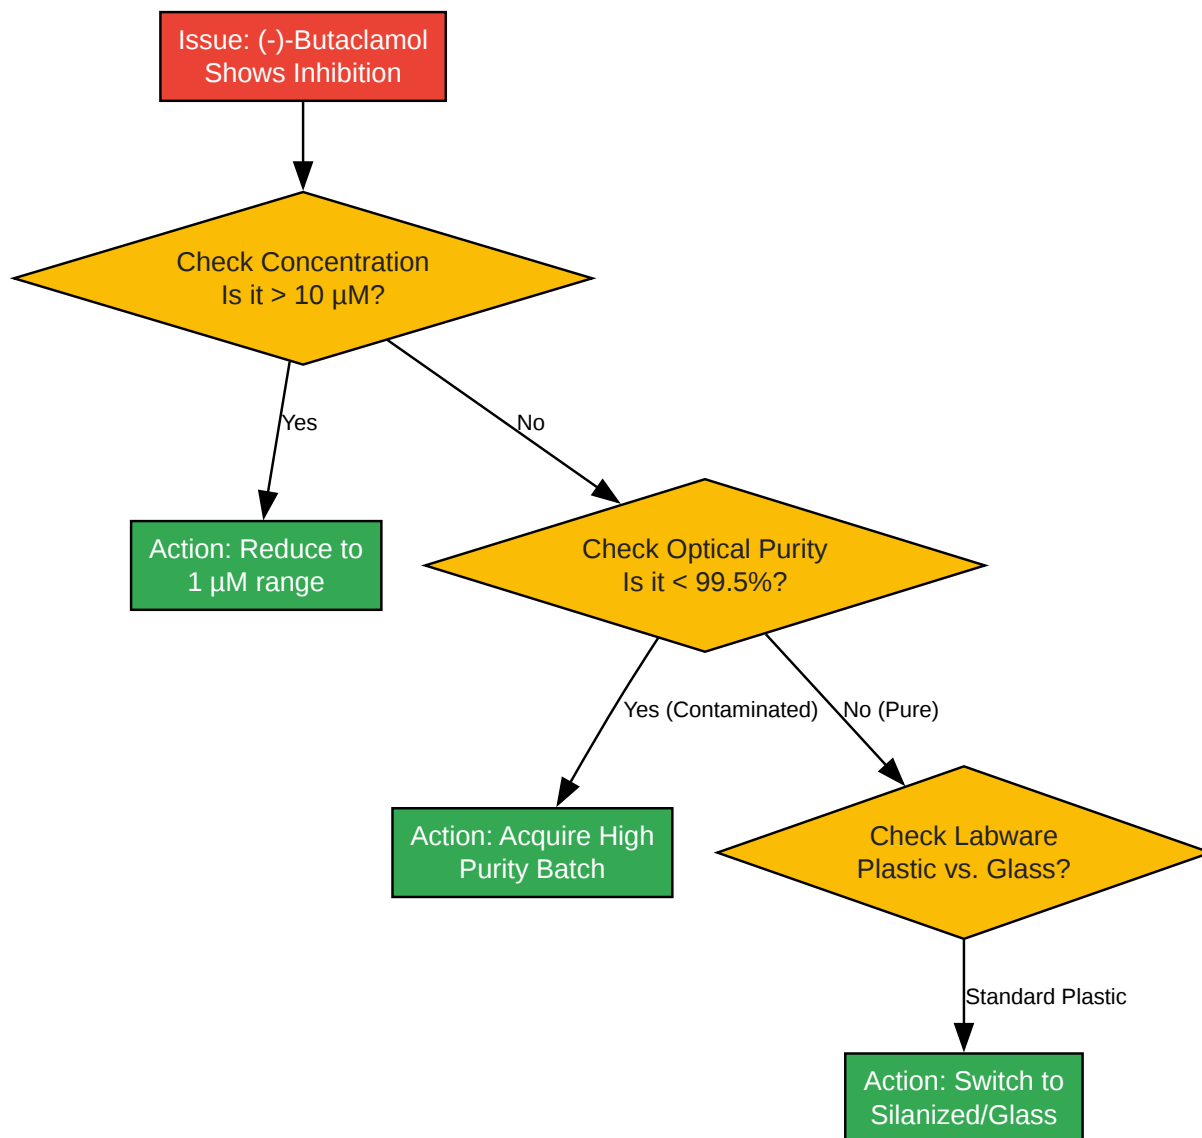 Issue: (-)-Butaclamol
Shows Inhibition
Check Concentration
Is it > 10 µM?
Yes
No
Action: Reduce to
1 µM range
Check Optical Purity
Is it < 99.5%?
Yes (Contaminated)
No (Pure)
Action: Acquire High
Purity Batch
Check Labware
Plastic vs. Glass?
Standard Plastic
Action: Switch to
Silanized/Glass